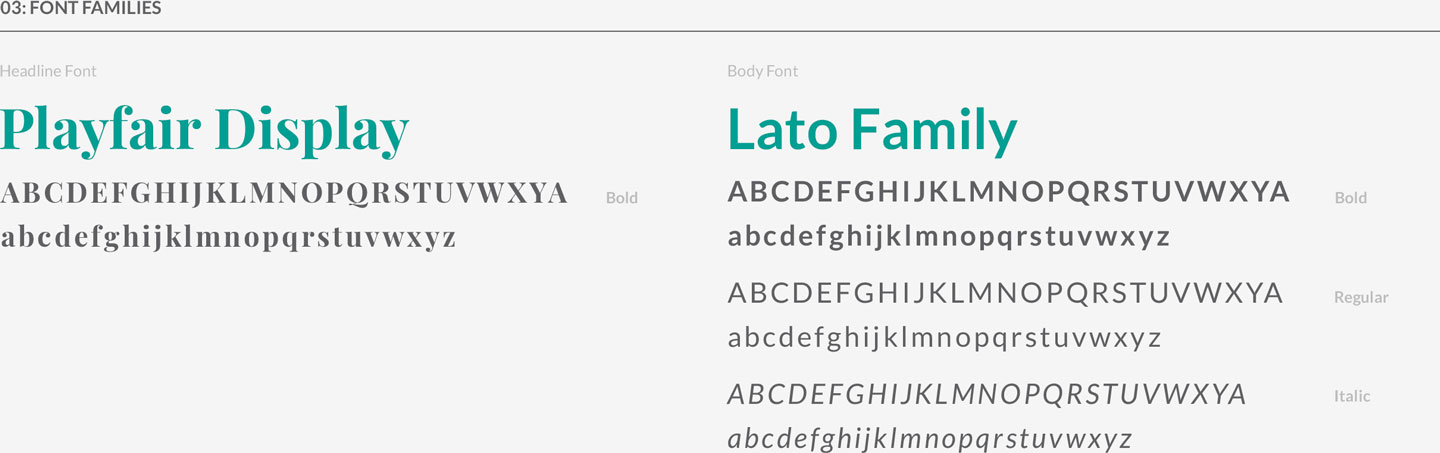 03: FONT FAMILIES
Headline Font
Playfair Display
ABCDEFGHIJKLMNOPQRSTUVWXYA
Bold
abcdefghijklmnopqrstuvwxyz
Body Font
Lato Family
ABCDEFGHIJKLMNOPQRSTUVWXYA
Bold
abcdefghijklmnopqrstuvwxyz
ABCDEFGHIJKLMNOPQRSTUVWXYA
Regular
abcdefghijklmnopqrstuvwxyz
ABCDEFGHIJKLMNOPQRSTUVWXYA
Italic
abcdefghijklmnopqrstuvwxyz